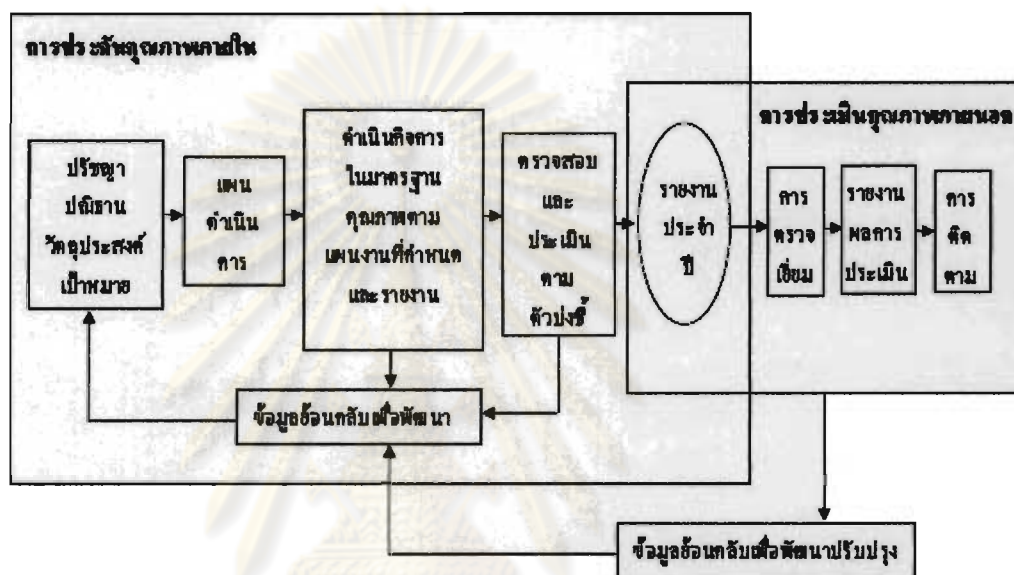 การประกันคุณภาพภายใน
การประเมินคุณภาพภายนอก
ปรัชญา
ปณิธาน
วัตถุประสงค์
เป้าหมาย
แผน
ดำเนิน
การ
ดำเนินกิจการ
ในมาตรฐาน
คุณภาพตาม
แผนงานที่กำหนด
และรายงาน
ตรวจสอบ
และ
ประเมิน
ตาม
ตัวบ่งชี้
รายงาน
ประจำ
ปี
การ
ตรวจ
เยี่ยม
รายงาน
ผลการ
ประเมิน
การ
ติด
ตาม
ข้อมูลย้อนกลับเพื่อพัฒนา
ข้อมูลย้อนกลับเพื่อพัฒนาปรับปรุง